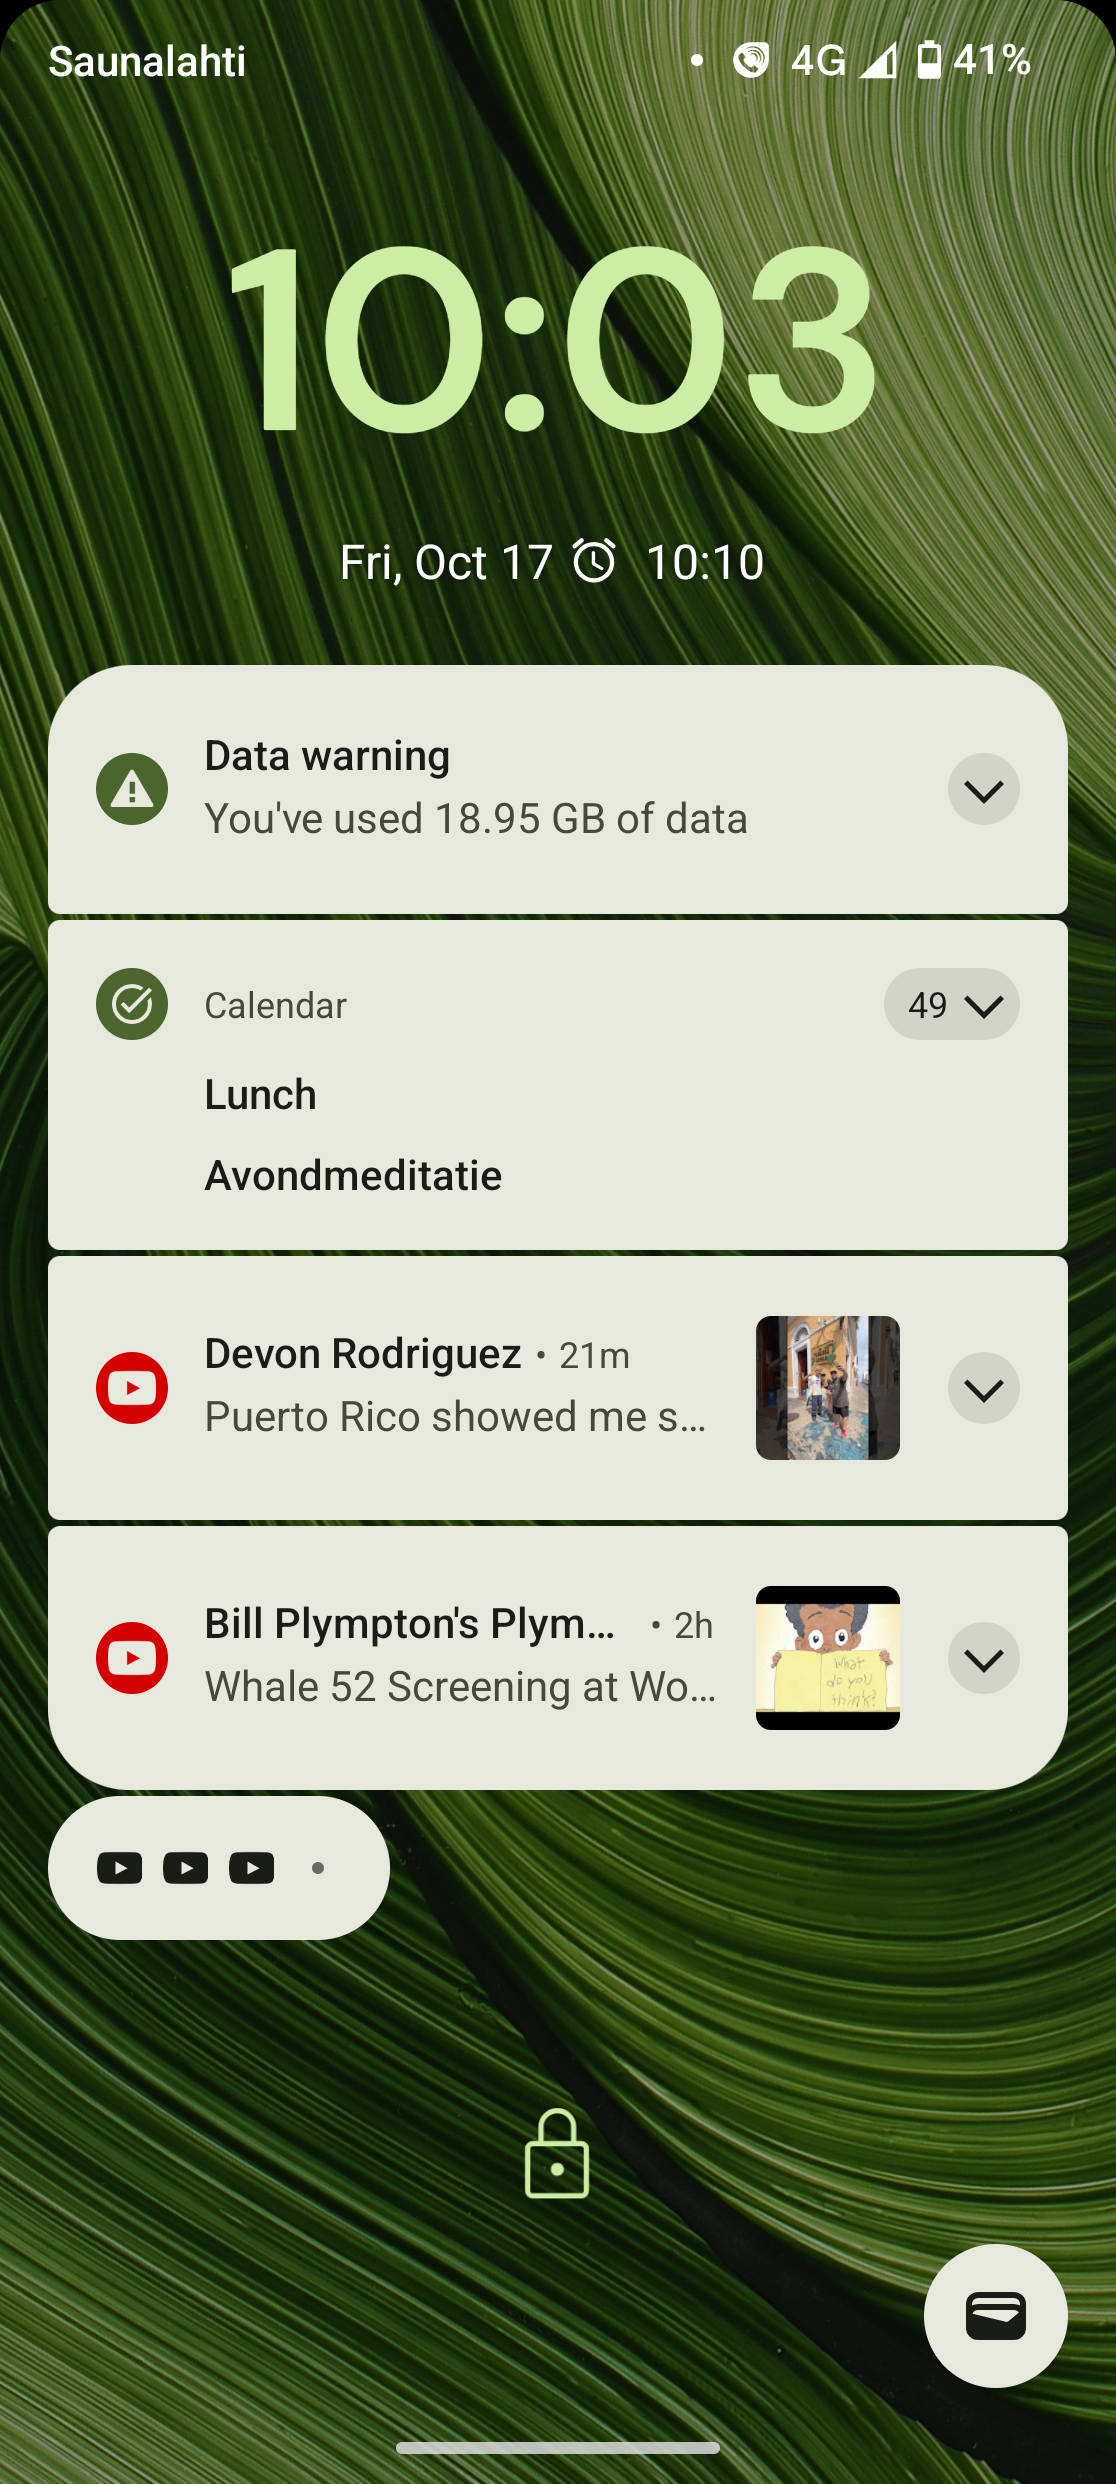 Saunalahti
4G 41%
10:03
Fri, Oct 17 10:10
Data warning
You've used 18.95 GB of data
Calendar
49
Lunch
Avondmeditatie
Devon Rodriguez • 21m
Puerto Rico showed me s...
Bill Plympton's Plym... • 2h
Whale 52 Screening at Wo...
What
do you
think?